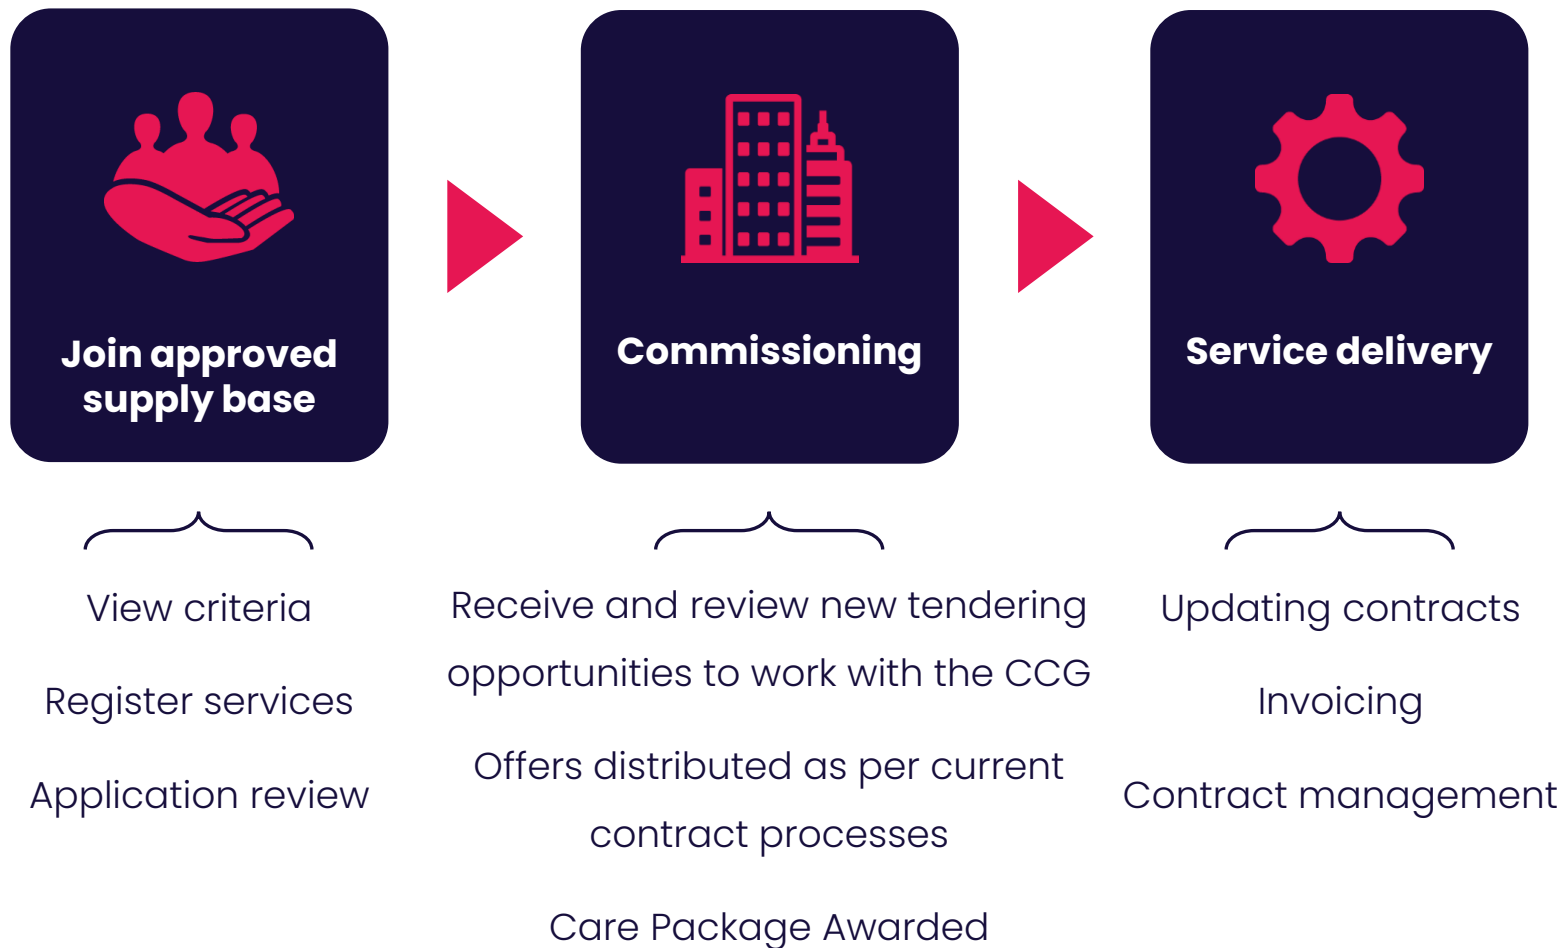 Join approved
supply base
Commissioning
Service delivery
View criteria
Register services
Application review
Receive and review new tendering
opportunities to work with the CCG
Offers distributed as per current
contract processes
Care Package Awarded
Updating contracts
Invoicing
Contract management